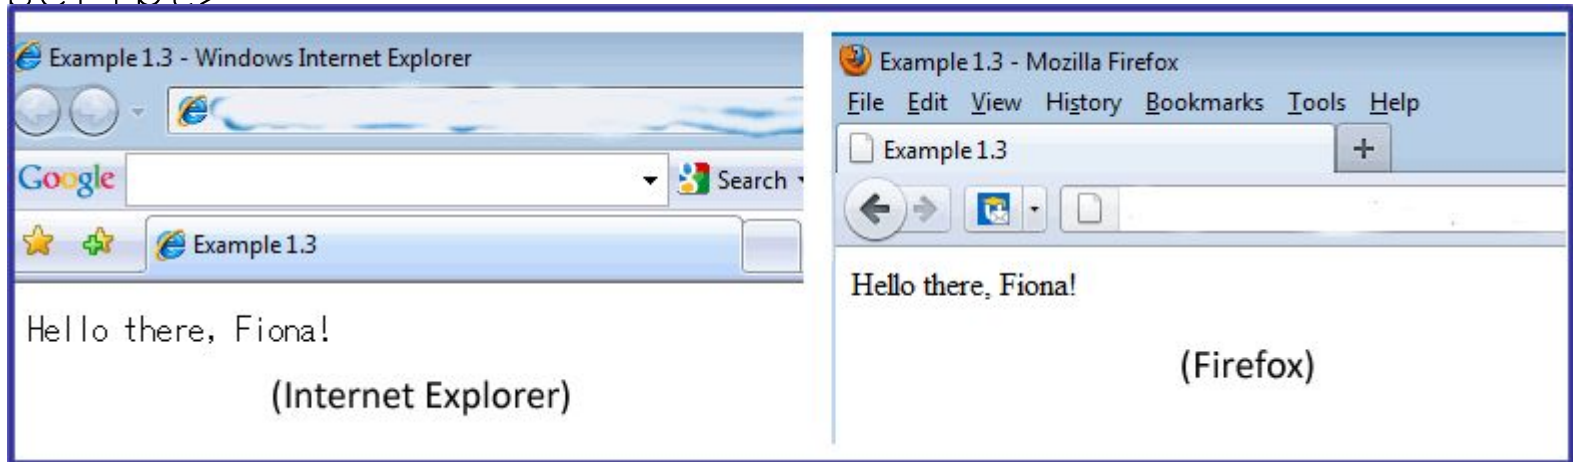 Example 1.3 - Windows Internet Explorer
Google
Search
Example 1.3
Hello there, Fiona!
(Internet Explorer)
Example 1.3 - Mozilla Firefox
File Edit View History Bookmarks Tools Help
Example 1.3
Hello there, Fiona!
(Firefox)